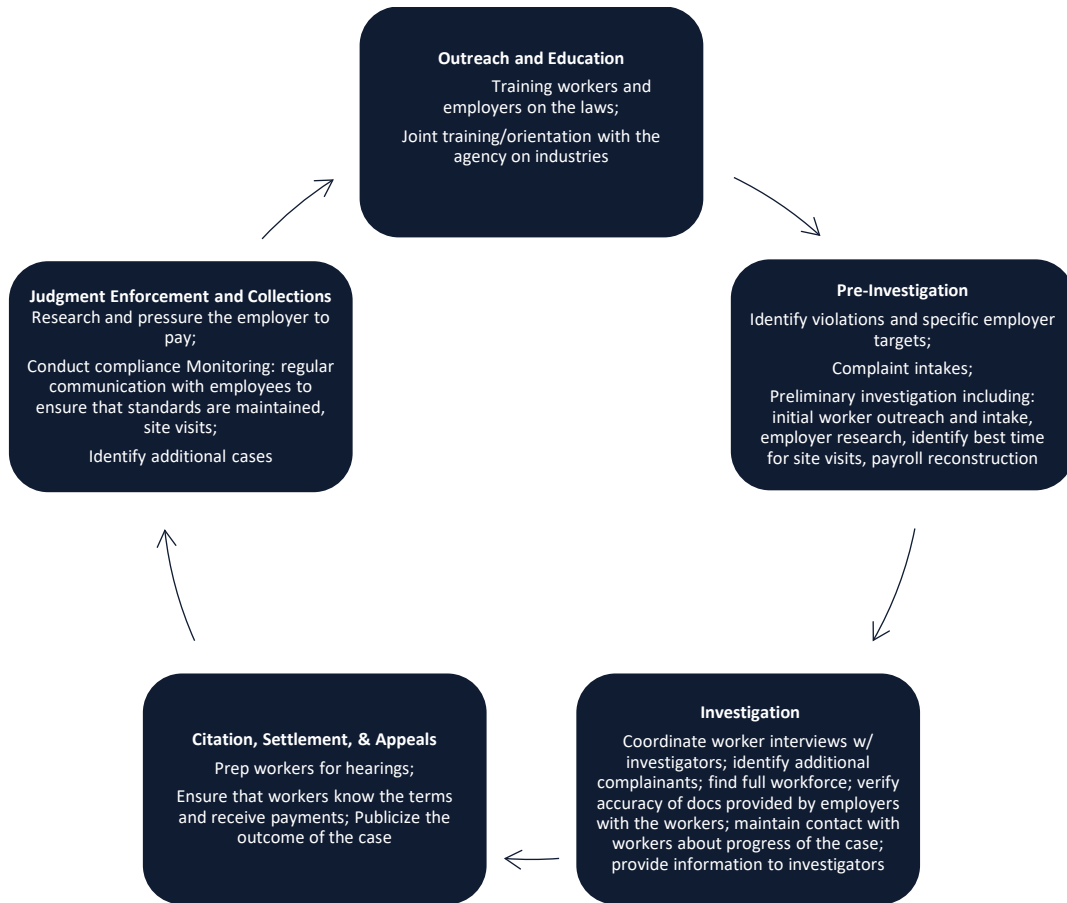 Outreach and Education
Training workers and
employers on the laws;
Joint training/orientation with the
agency on industries
Pre-Investigation
Identify violations and specific employer
targets;
Complaint intakes;
Preliminary investigation including:
initial worker outreach and intake,
employer research, identify best time
for site visits, payroll reconstruction
Investigation
Coordinate worker interviews w/
investigators; identify additional
complainants; find full workforce; verify
accuracy of docs provided by employers
with the workers; maintain contact with
workers about progress of the case;
provide information to investigators
Citation, Settlement, & Appeals
Prep workers for hearings;
Ensure that workers know the terms
and receive payments; Publicize the
outcome of the case
Judgment Enforcement and Collections
Research and pressure the employer to
pay;
Conduct compliance Monitoring: regular
communication with employees to
ensure that standards are maintained,
site visits;
Identify additional cases